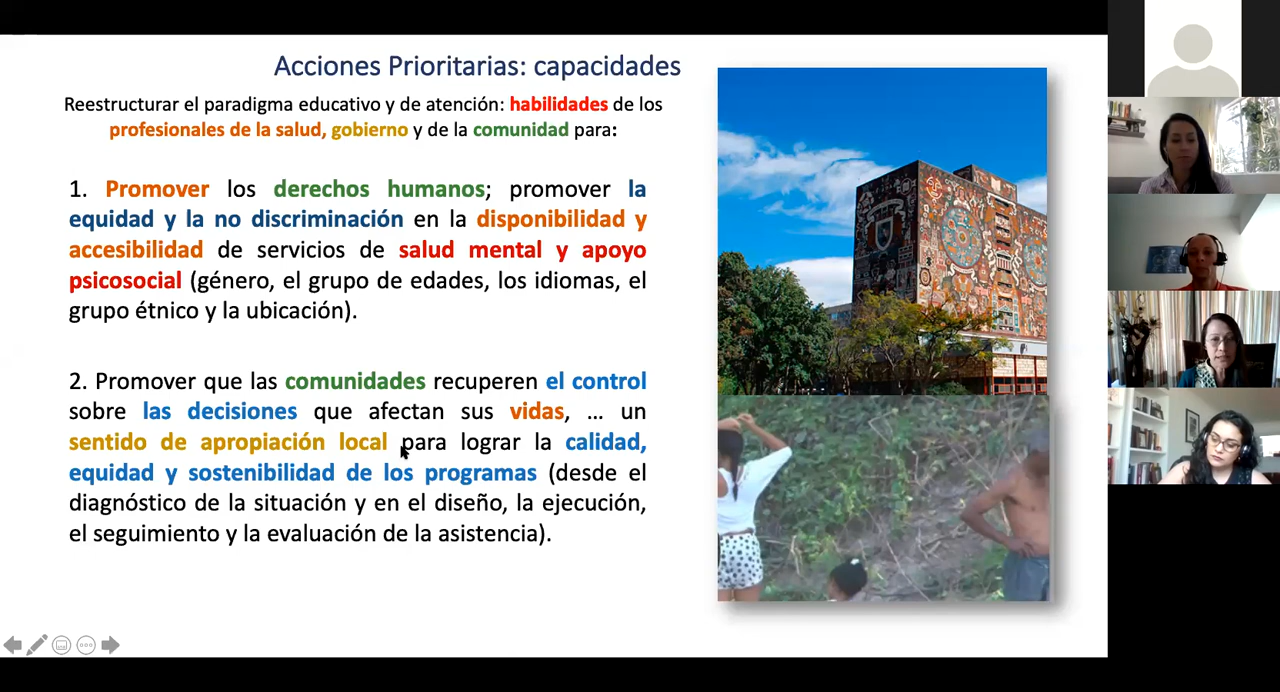 Acciones Prioritarias: capacidades
Reestructurar el paradigma educativo y de atención: habilidades de los
profesionales de la salud, gobierno y de la comunidad para:
1. Promover los derechos humanos; promover la
equidad y la no discriminación en la disponibilidad y
accesibilidad de servicios de salud mental y apoyo
psicosocial (género, el grupo de edades, los idiomas, el
grupo étnico y la ubicación).
2. Promover que las comunidades recuperen el control
sobre las decisiones que afectan sus vidas, ... un
sentido de apropiación local para lograr la calidad,
equidad y sostenibilidad de los programas (desde el
diagnóstico de la situación y en el diseño, la ejecución,
el seguimiento y la evaluación de la asistencia).